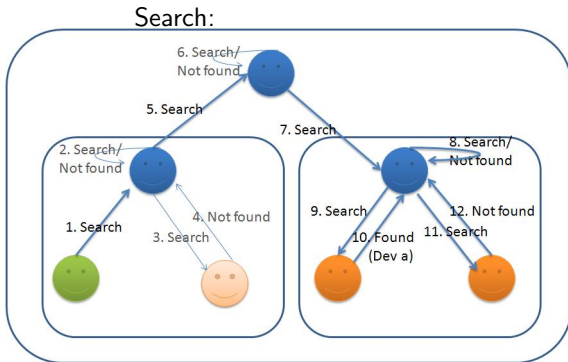 Search:
6. Search/
Not found
5. Search
7. Search
2. Search/
Not found
8. Search/
Not found
1. Search
4. Not found
3. Search
9. Search
12. Not found
10. Found
(Dev a)
11. Search